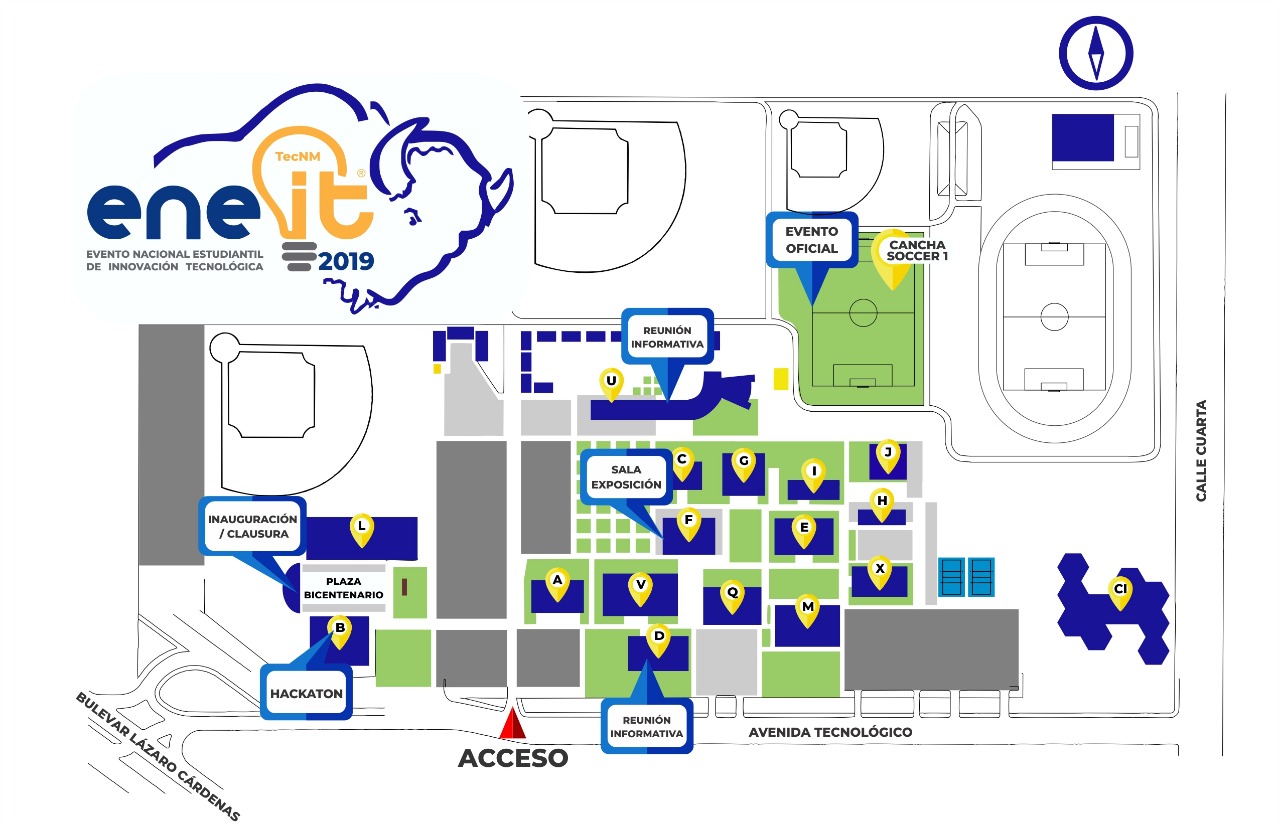 TecNM
eneit
®
EVENTO NACIONAL ESTUDIANTIL
DE INNOVACIÓN TECNOLÓGICA
2019
EVENTO
OFICIAL
CANCHA
SOCCER 1
REUNIÓN
INFORMATIVA
U
CALLE CUARTA
SALA
EXPOSICIÓN
C
G
I
J
H
F
E
INAUGURACIÓN
/ CLAUSURA
L
PLAZA
BICENTENARIO
A
V
Q
X
M
CI
B
D
HACKATON
REUNIÓN
INFORMATIVA
AVENIDA TECNOLÓGICO
ACCESO
BULEVAR LÁZARO CÁRDENAS